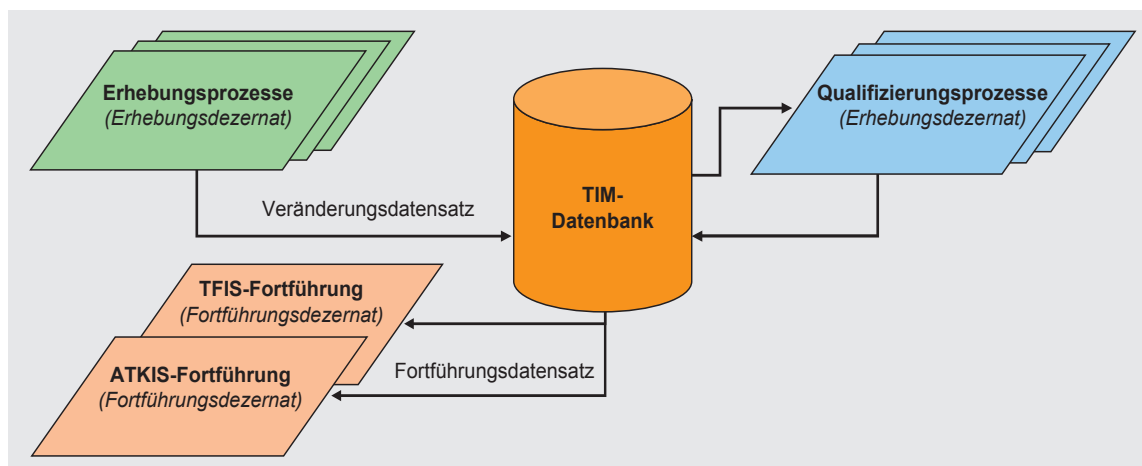 Erhebungsprozesse
(Erhebungsdezernat)
Qualifizierungsprozesse
(Erhebungsdezernat)
TIM-
Datenbank
Veränderungsdatensatz
TFIS-Fortführung
(Fortführungsdezernat)
ATKIS-Fortführung
(Fortführungsdezernat)
Fortführungsdatensatz